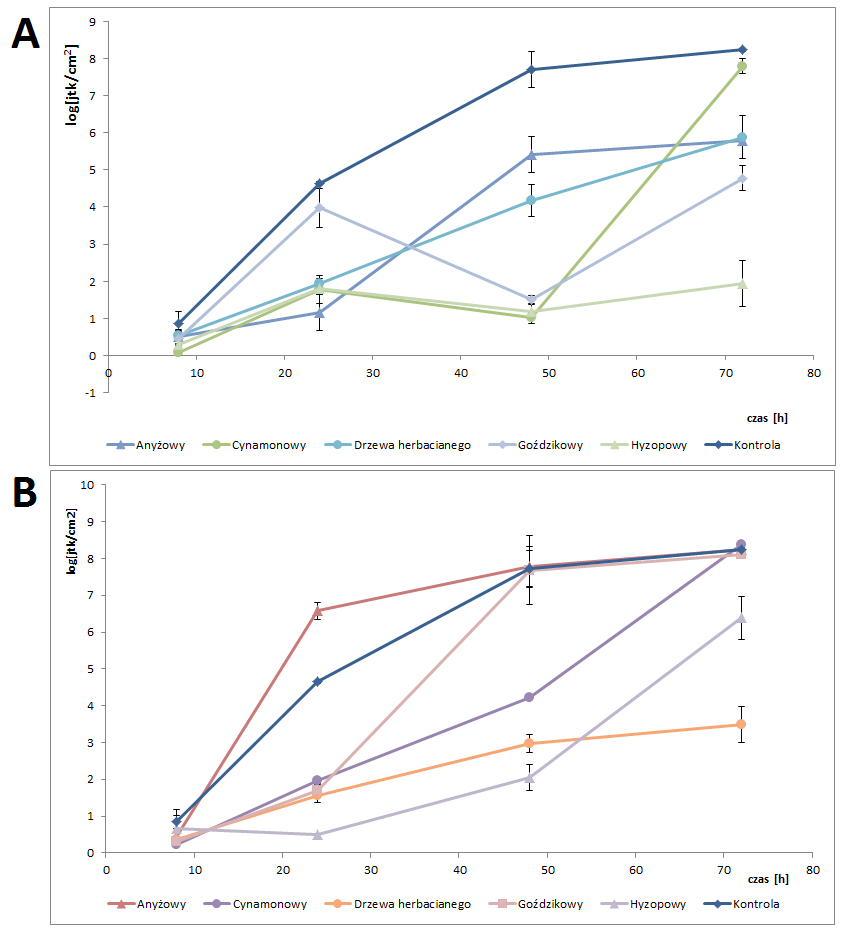 A
9
8
7
6
5
4
3
2
1
0
-1
log[jtk/cm²]
0 10 20 30 40 50 60 70 80
czas [h]
Anyżowy Cynamonowy Drzewa herbacianego Goździkowy Hyzopowy Kontrola
B
10
9
8
7
6
5
4
3
2
1
0
log[jtk/cm2]
0 10 20 30 40 50 60 70 80
czas [h]
Anyżowy Cynamonowy Drzewa herbacianego Goździkowy Hyzopowy Kontrola